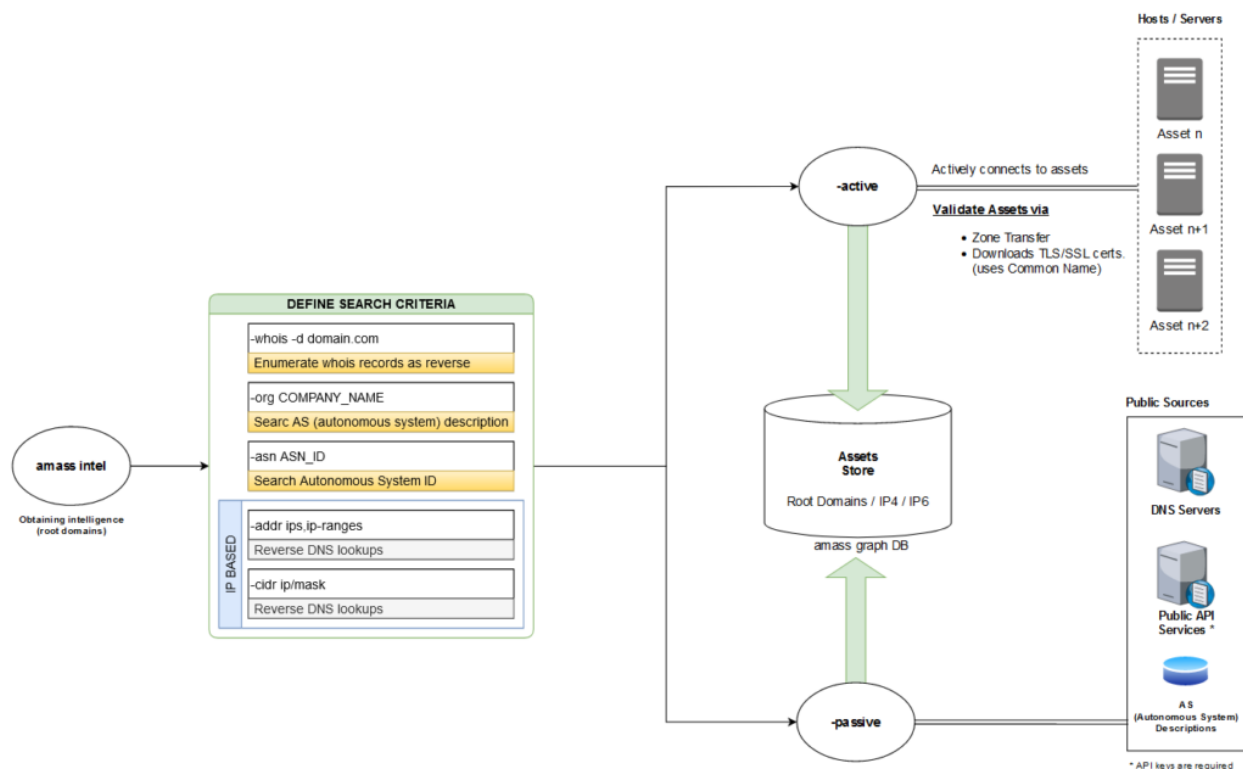 Hosts / Servers
Asset n
Asset n+1
Asset n+2
-active
Actively connects to assets
Validate Assets via
• Zone Transfer
• Downloads TLS/SSL certs.
(uses Common Name)
DEFINE SEARCH CRITERIA
-whois -d domain.com
Enumerate whois records as reverse
-org COMPANY_NAME
Searc AS (autonomous system) description
-asn ASN_ID
Search Autonomous System ID
IP BASED
-addr ips,ip-ranges
Reverse DNS lookups
-cidr ip/mask
Reverse DNS lookups
amass intel
Obtaining intelligence
(root domains)
Assets
Store
Root Domains / IP4 / IP6
amass graph DB
-passive
Public Sources
DNS Servers
Public API
Services *
AS
(Autonomous System)
Descriptions
* API keys are required